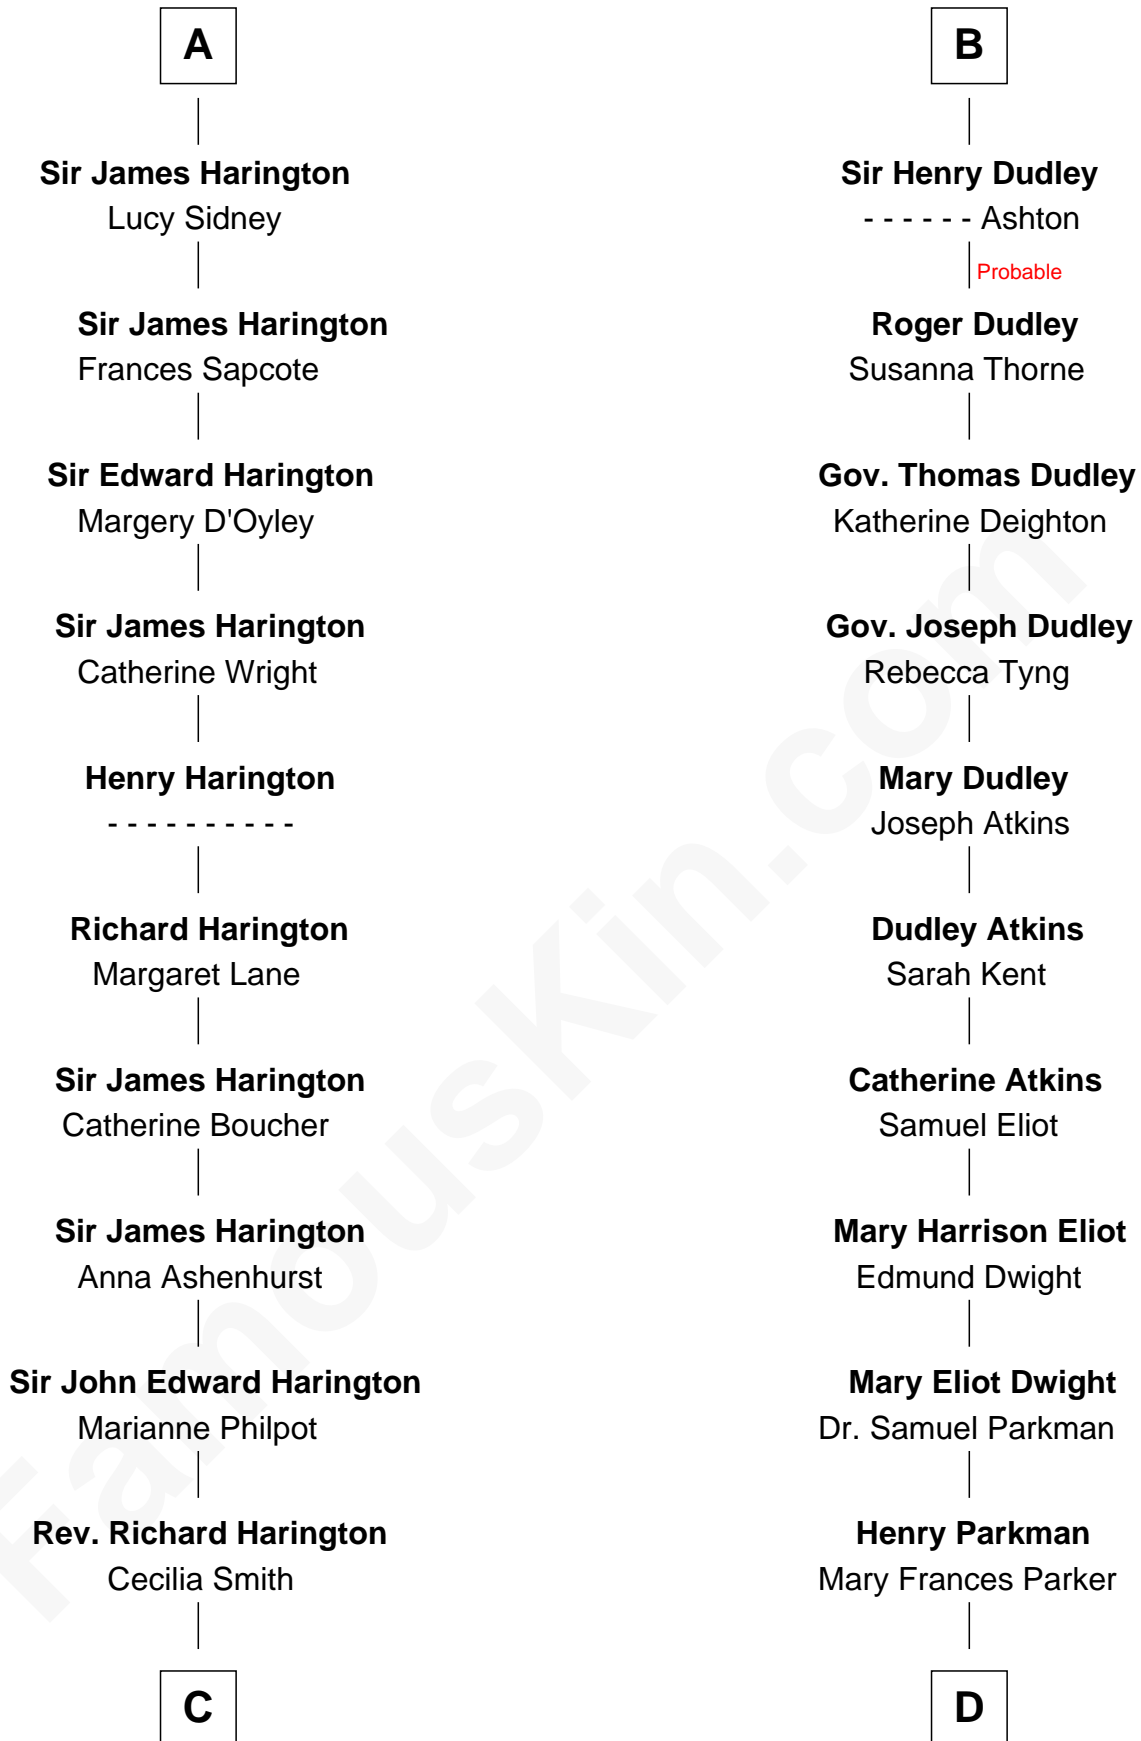 A
Sir James Harington
Lucy Sidney
Sir James Harington
Frances Sapcote
Sir Edward Harington
Margery D'Oyley
Sir James Harington
Catherine Wright
Henry Harington
- - - - - - - - - -
Richard Harington
Margaret Lane
Sir James Harington
Catherine Boucher
Sir James Harington
Anna Ashenhurst
Sir John Edward Harington
Marianne Philpot
Rev. Richard Harington
Cecilia Smith
C
B
Sir Henry Dudley
- - - - - - Ashton
Probable
Roger Dudley
Susanna Thorne
Gov. Thomas Dudley
Katherine Deighton
Gov. Joseph Dudley
Rebecca Tyng
Mary Dudley
Joseph Atkins
Dudley Atkins
Sarah Kent
Catherine Atkins
Samuel Eliot
Mary Harrison Eliot
Edmund Dwight
Mary Eliot Dwight
Dr. Samuel Parkman
Henry Parkman
Mary Frances Parker
D
FamousKin.com